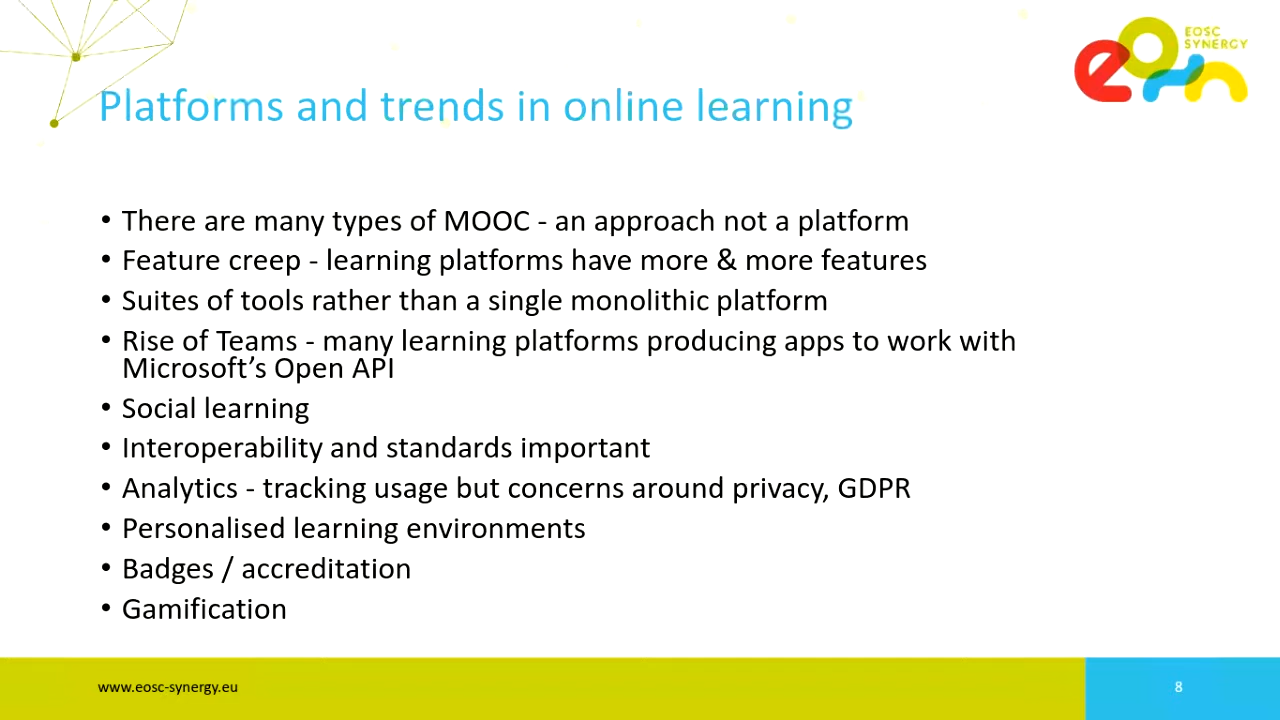 EOSC
SYNERGY
Platforms and trends in online learning
• There are many types of MOOC - an approach not a platform
• Feature creep - learning platforms have more & more features
• Suites of tools rather than a single monolithic platform
• Rise of Teams - many learning platforms producing apps to work with
Microsoft’s Open API
• Social learning
• Interoperability and standards important
• Analytics - tracking usage but concerns around privacy, GDPR
• Personalised learning environments
• Badges / accreditation
• Gamification
www.eosc-synergy.eu
8